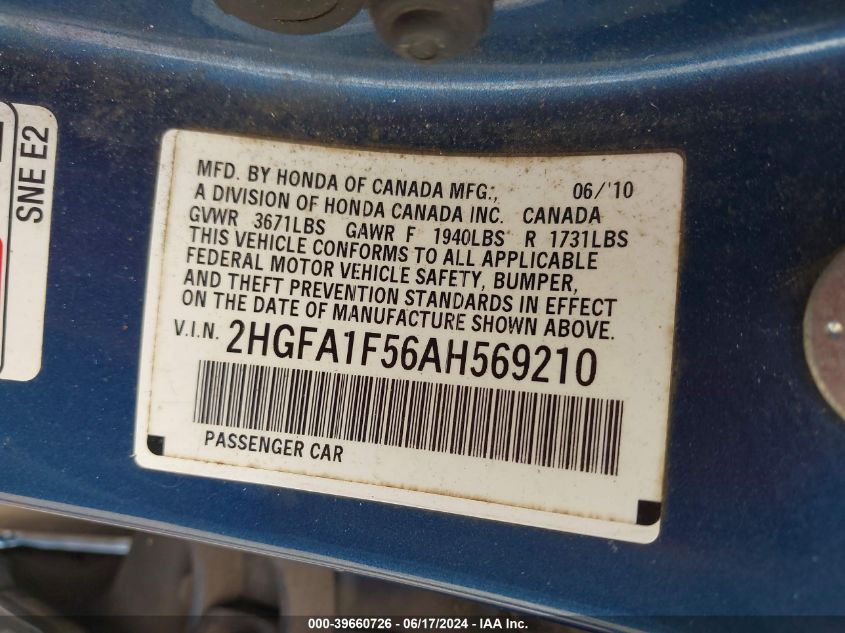 SNE E2
MFD. BY HONDA OF CANADA MFG., 06/'10
A DIVISION OF HONDA CANADA INC. CANADA
GVWR 3671LBS GAWR F 1940LBS R 1731LBS
THIS VEHICLE CONFORMS TO ALL APPLICABLE
FEDERAL MOTOR VEHICLE SAFETY, BUMPER,
AND THEFT PREVENTION STANDARDS IN EFFECT
ON THE DATE OF MANUFACTURE SHOWN ABOVE.
V.I.N. 2HGFA1F56AH569210
PASSENGER CAR
000-39660726 - 06/17/2024 - IAA Inc.